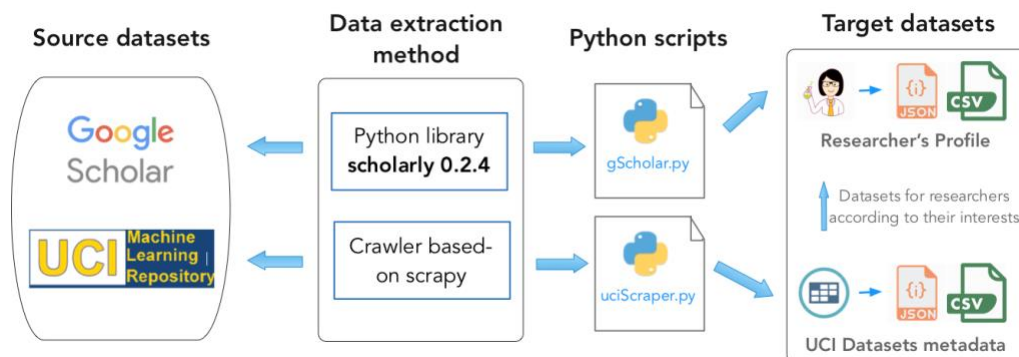 Source datasets
Data extraction
method
Python scripts
Target datasets
Google
Scholar
UCI
Machine
Learning
Repository
Python library
scholarly 0.2.4
Crawler based-
on scrapy
gScholar.py
uciScraper.py
{i}
JSON
CSV
Researcher's Profile
Datasets for researchers
according to their interests
{i}
JSON
CSV
UCI Datasets metadata